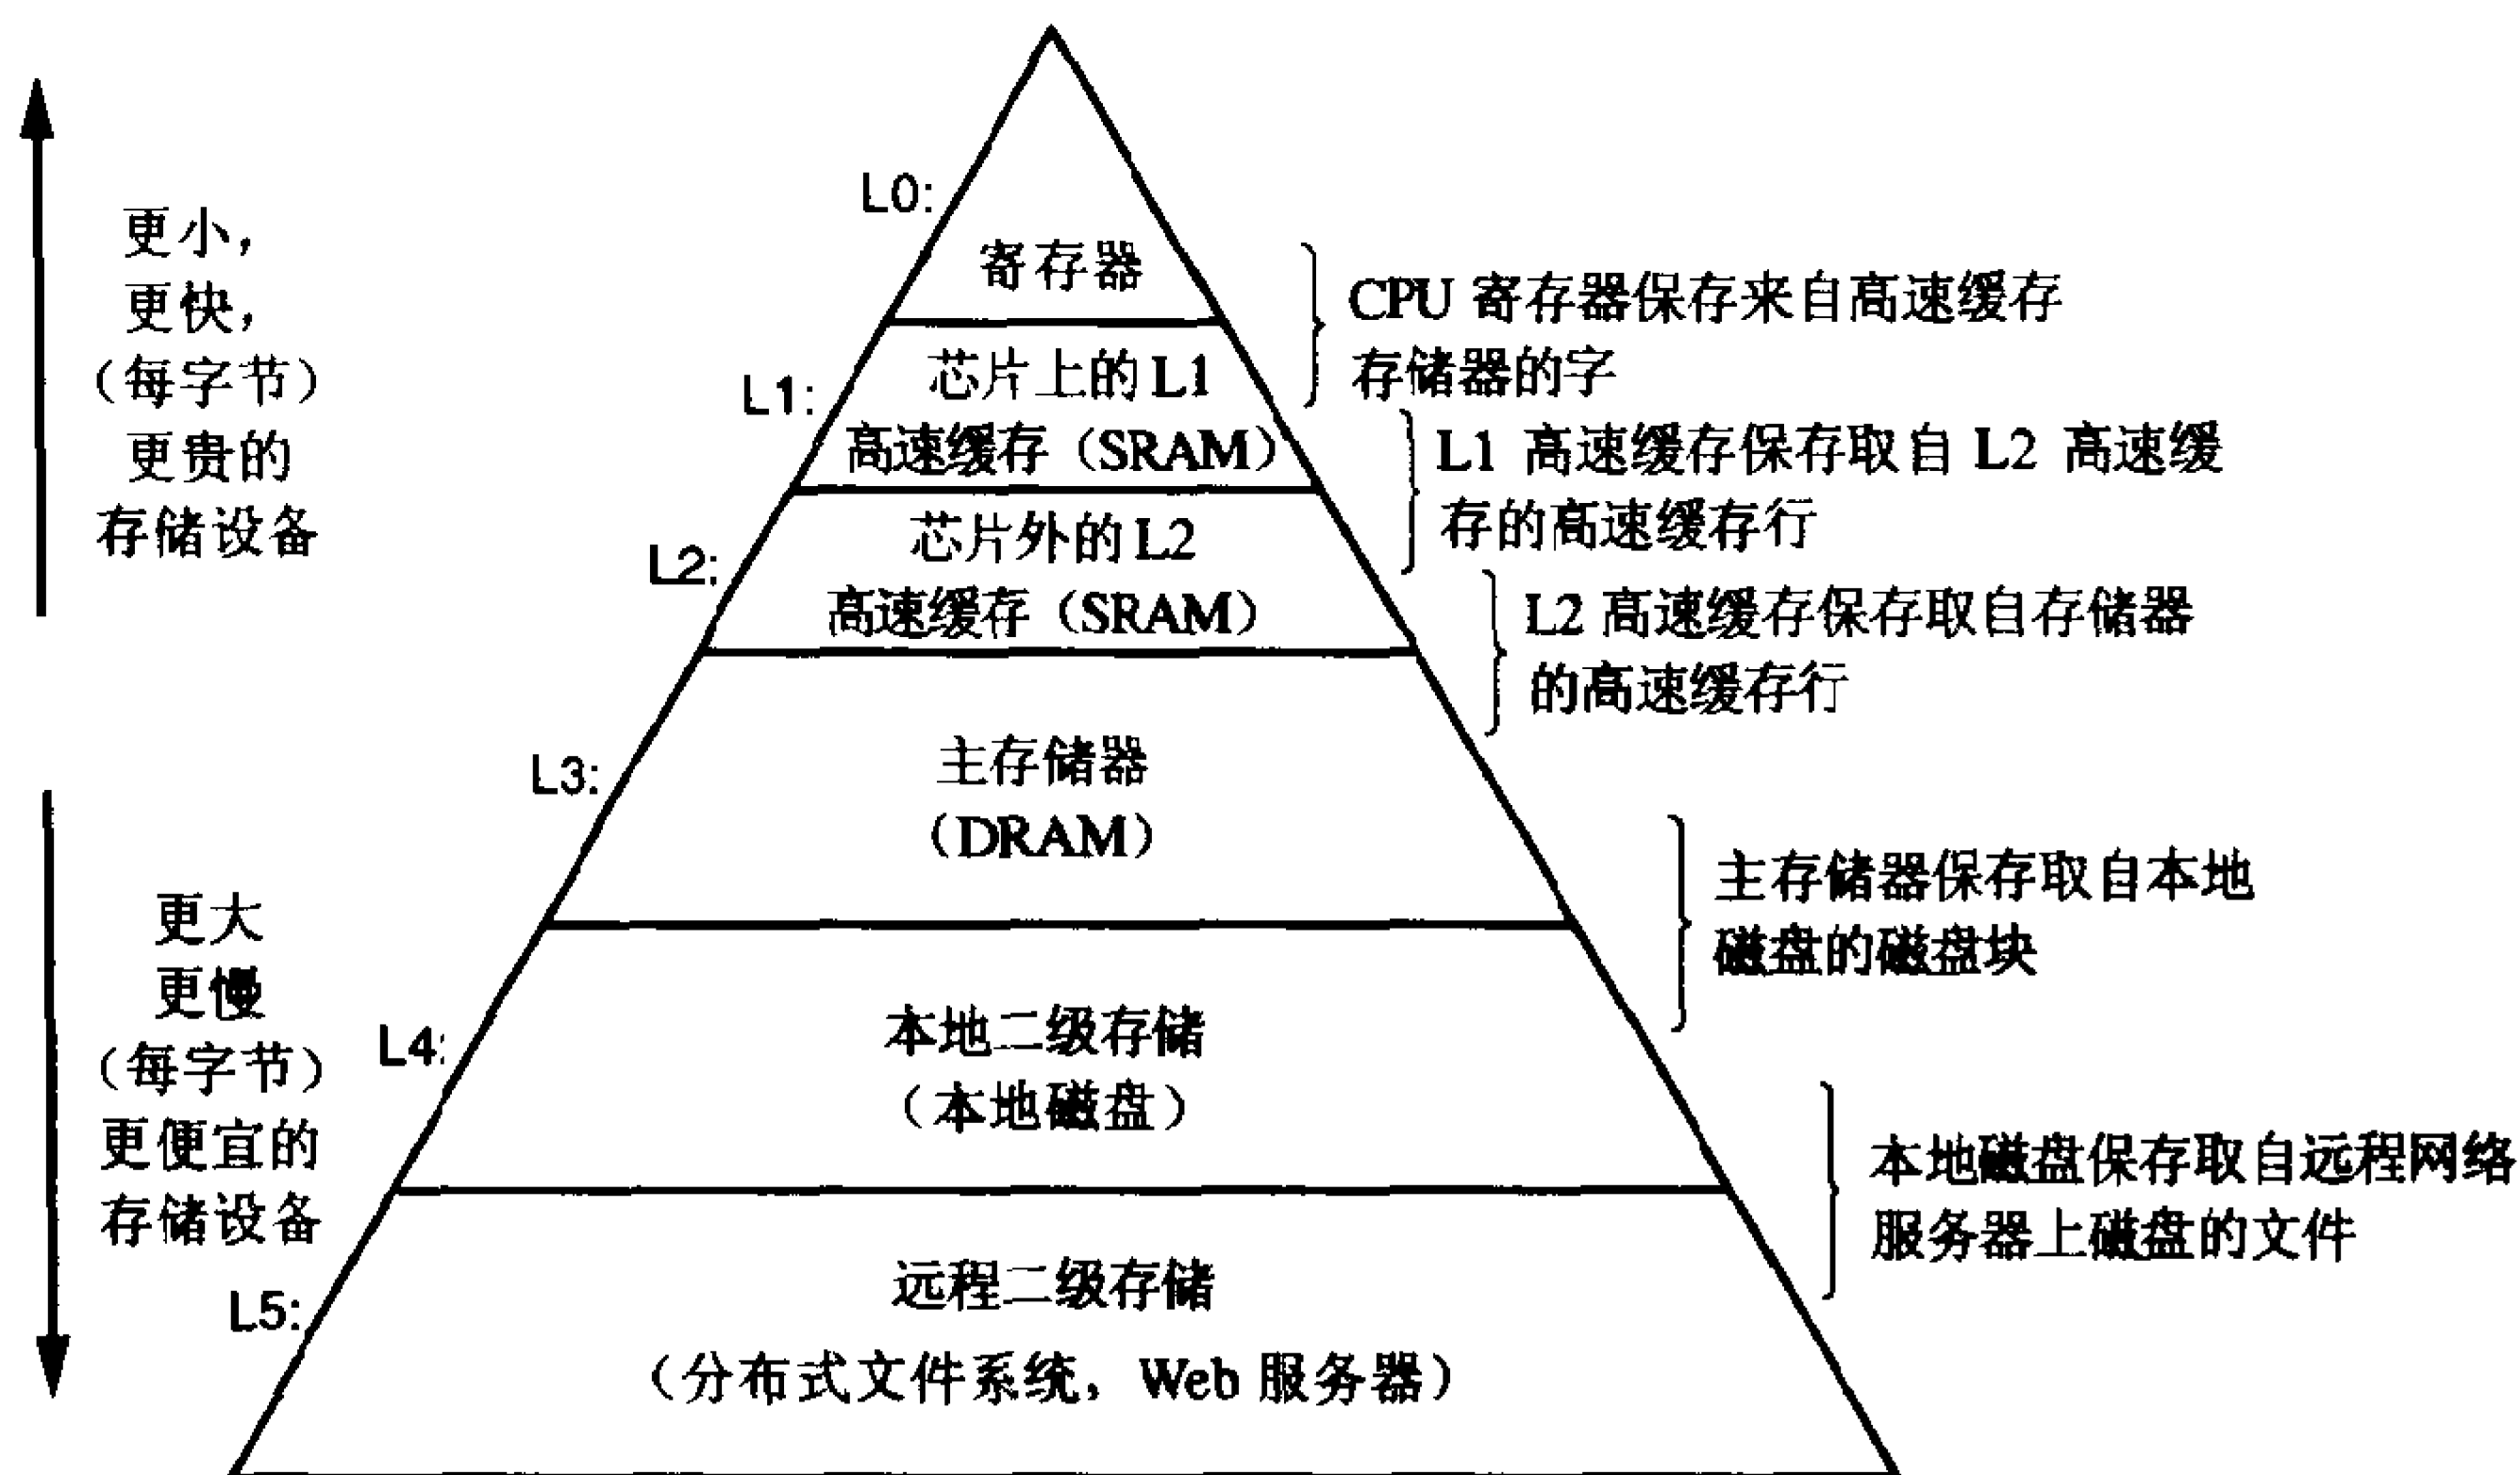 L0:
寄存器
L1:
芯片上的 L1
高速缓存（SRAM）
L2:
芯片外的 L2
高速缓存（SRAM）
L3:
主存储器
（DRAM）
L4:
本地二级存储
（本地磁盘）
L5:
远程二级存储
（分布式文件系统，Web 服务器）
更小，
更快，
（每字节）
更贵的
存储设备
更大
更慢
（每字节）
更便宜的
存储设备
CPU 寄存器保存来自高速缓存
存储器的字
L1 高速缓存保存取自 L2 高速缓
存的高速缓存行
L2 高速缓存保存取自存储器
的高速缓存行
主存储器保存取自本地
磁盘的磁盘块
本地磁盘保存取自远程网络
服务器上磁盘的文件